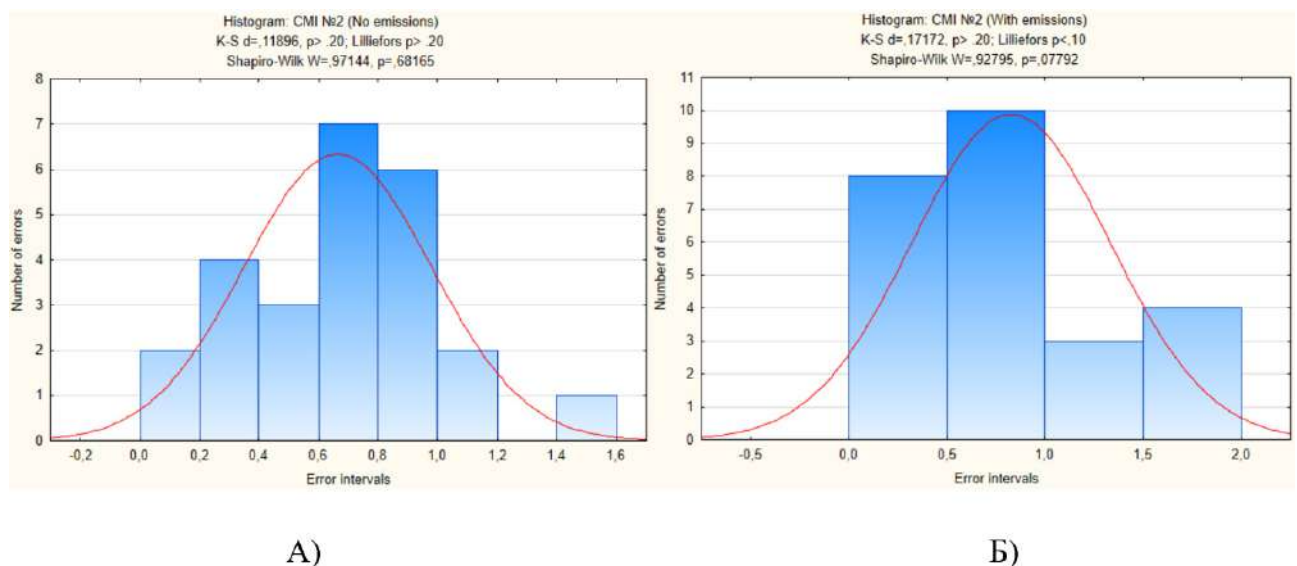 Histogram: CMI №2 (No emissions)
K-S d=,11896, p> .20; Lilliefors p> .20
Shapiro-Wilk W=,97144, p=,68165
Number of errors
8
7
6
5
4
3
2
1
0
-0,2 0,0 0,2 0,4 0,6 0,8 1,0 1,2 1,4 1,6
Error intervals
А)
Histogram: CMI №2 (With emissions)
K-S d=,17172, p> .20; Lilliefors p<,10
Shapiro-Wilk W=,92795, p=,07792
Number of errors
11
10
9
8
7
6
5
4
3
2
1
0
-0,5 0,0 0,5 1,0 1,5 2,0
Error intervals
Б)